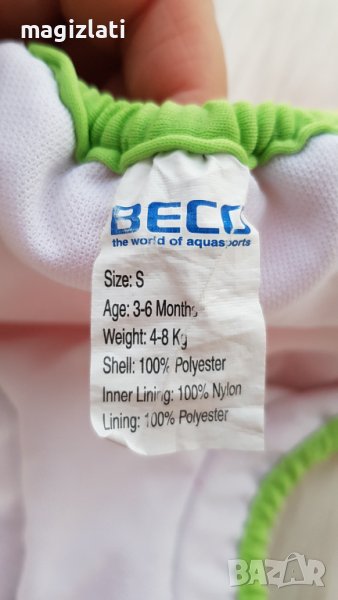 magizlati
BECO
the world of aquasports
Size: S
Age: 3-6 Months
Weight: 4-8 Kg
Shell: 100% Polyester
Inner Lining: 100% Nylon
Lining: 100% Polyester
BAZAR